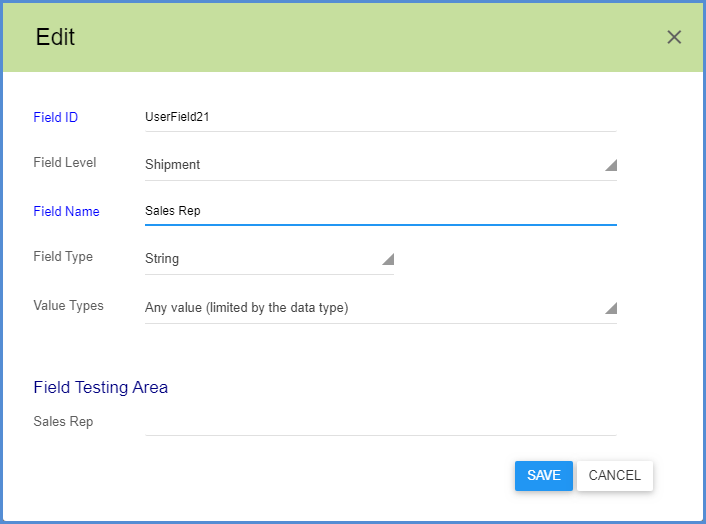 Edit
Field ID UserField21
Field Level Shipment
Field Name Sales Rep
Field Type String
Value Types Any value (limited by the data type)
Field Testing Area
Sales Rep
SAVE CANCEL